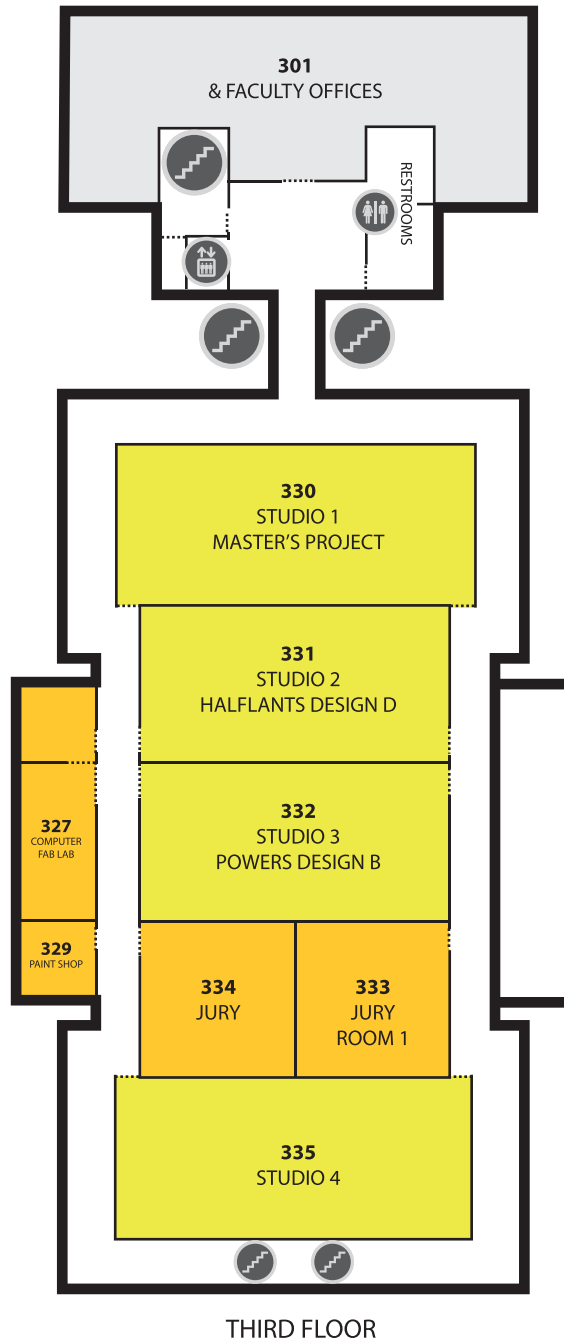 301
& FACULTY OFFICES
RESTROOMS
330
STUDIO 1
MASTER'S PROJECT
331
STUDIO 2
HALFLANTS DESIGN D
332
STUDIO 3
POWERS DESIGN B
327
COMPUTER
FAB LAB
329
PAINT SHOP
334
JURY
333
JURY
ROOM 1
335
STUDIO 4
THIRD FLOOR